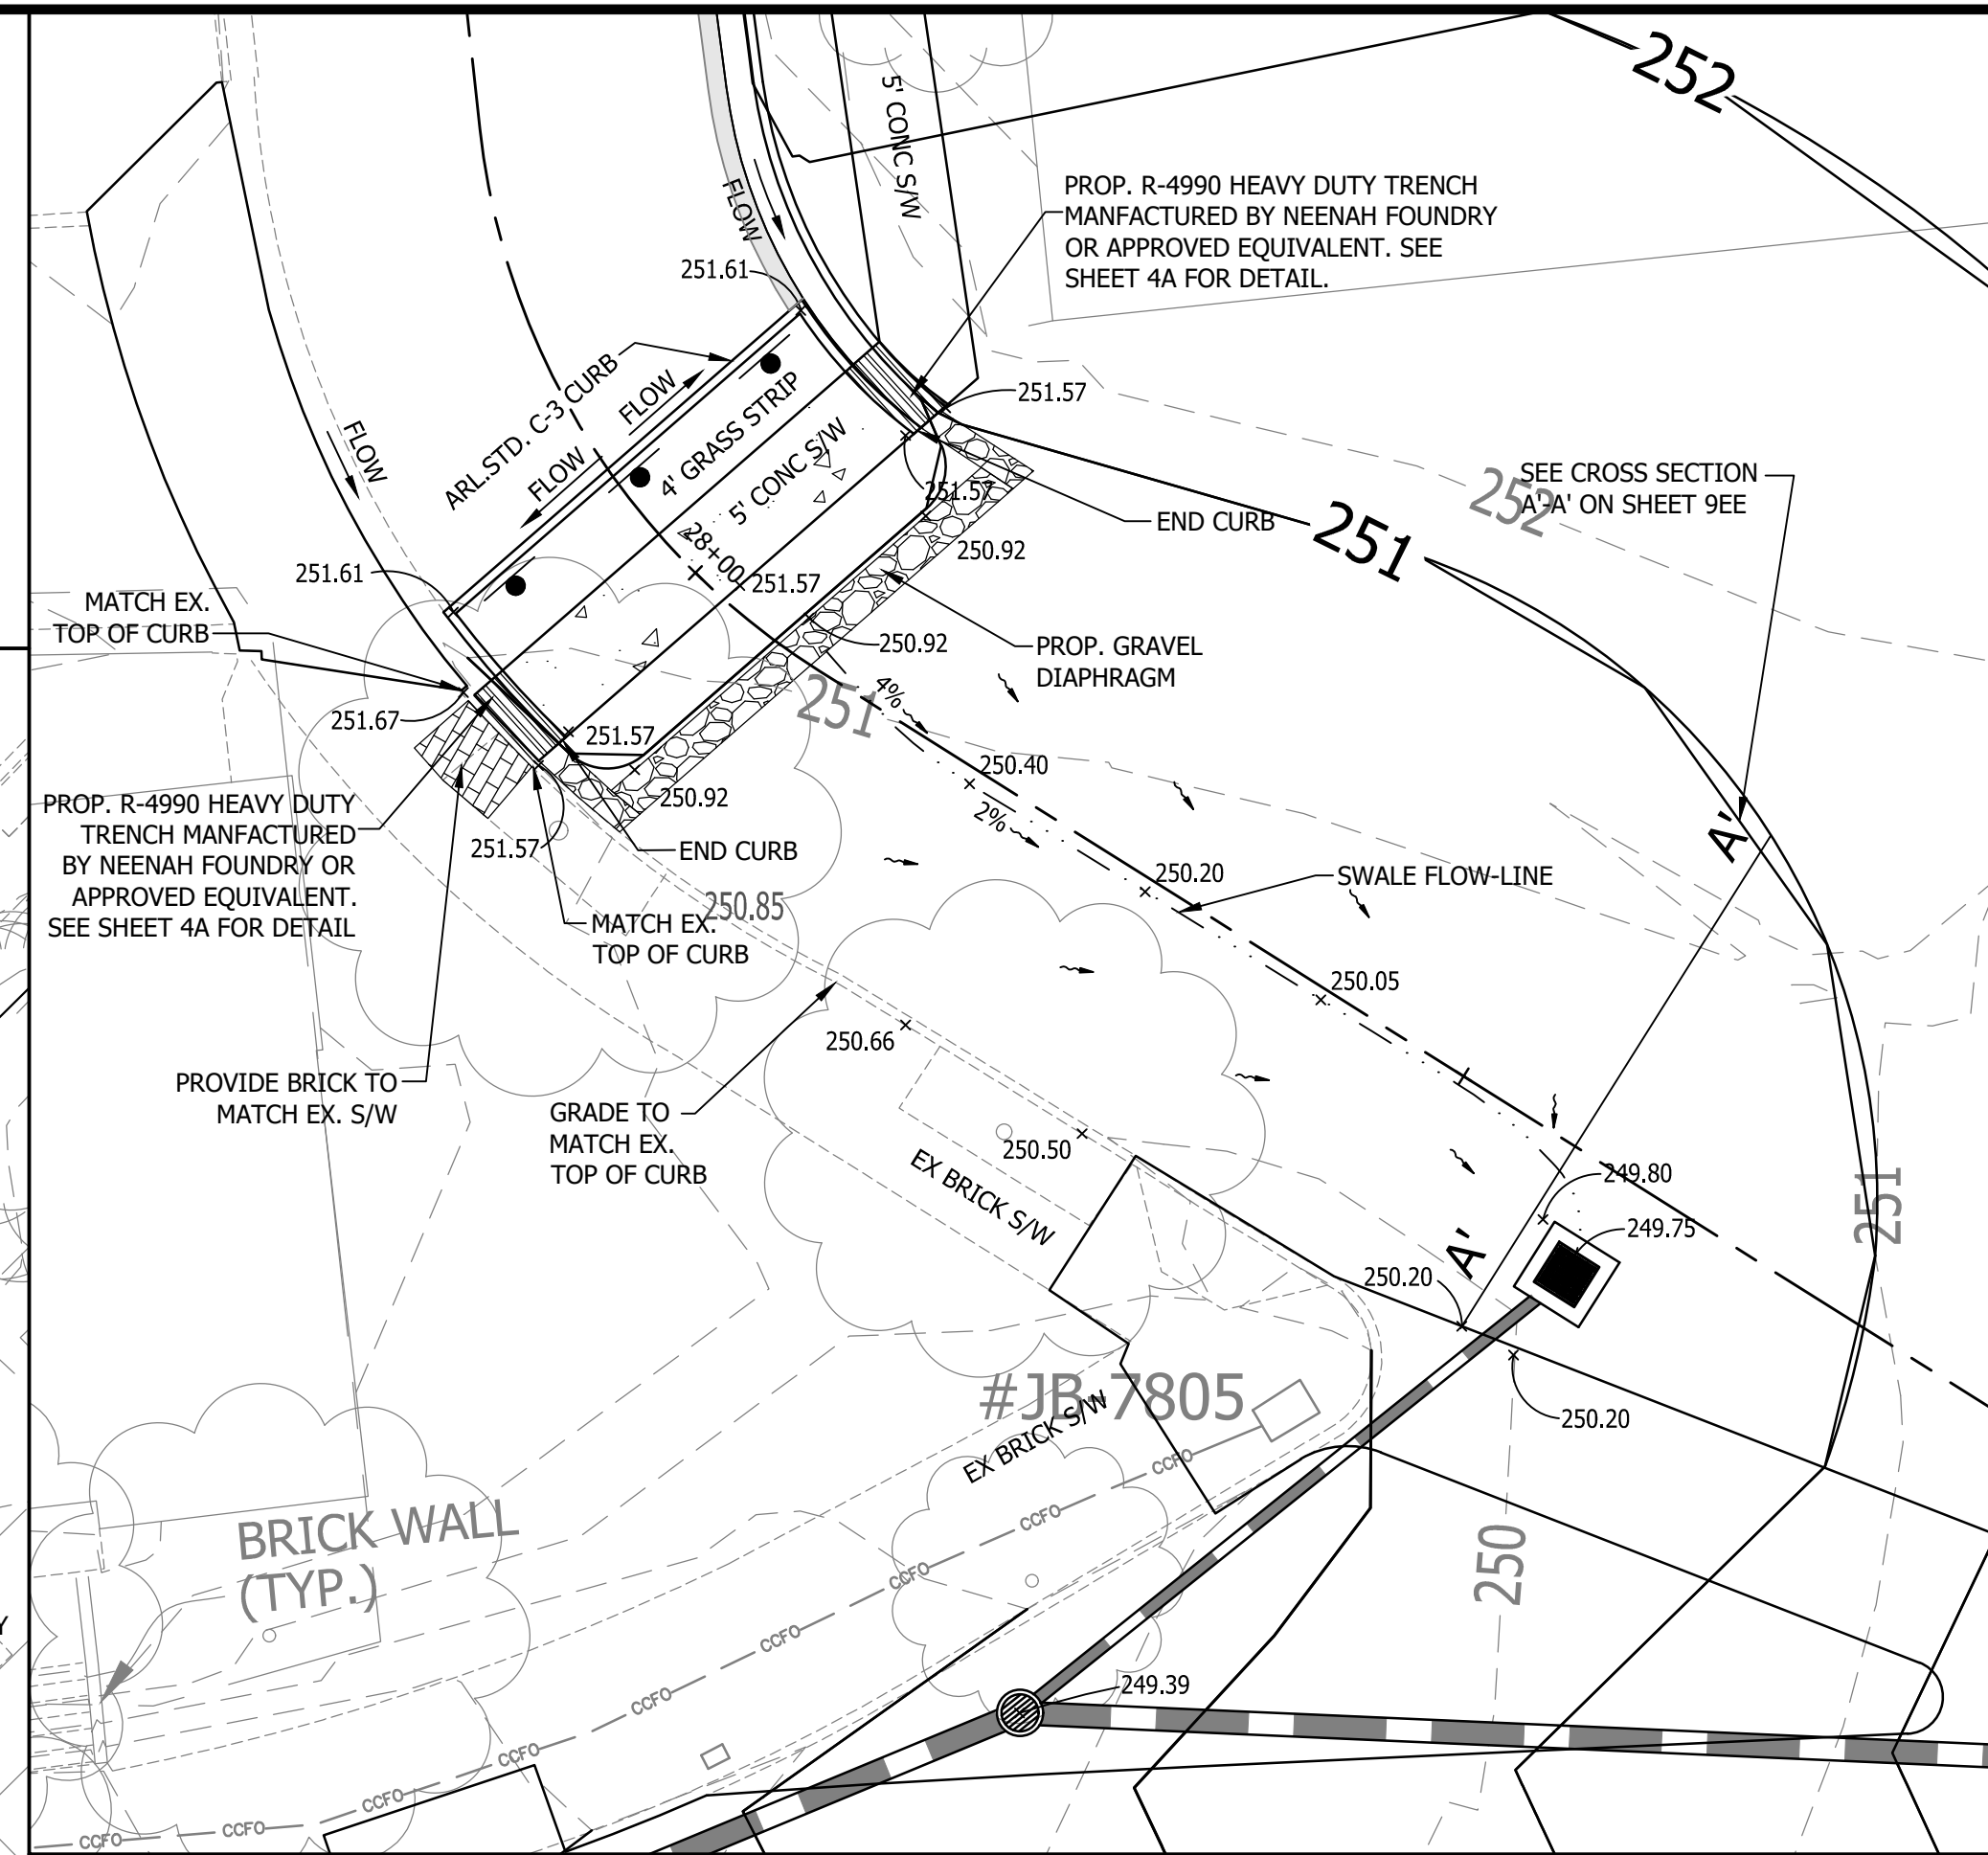 252
5' CONC S/W
FLOW
PROP. R-4990 HEAVY DUTY TRENCH
MANFACTURED BY NEENAH FOUNDRY
OR APPROVED EQUIVALENT. SEE
SHEET 4A FOR DETAIL.
251.61
ARL.STD. C-3 CURB
FLOW
FLOW
4' GRASS STRIP
5' CONC S/W
28+00
FLOW
251.57
251.57
END CURB
251
252
SEE CROSS SECTION
A'-A' ON SHEET 9EE
250.92
251.61
251.57
MATCH EX.
TOP OF CURB
250.92
PROP. GRAVEL
DIAPHRAGM
251.67
251.57
251
4%
250.40
2%
250.92
PROP. R-4990 HEAVY DUTY
TRENCH MANFACTURED
BY NEENAH FOUNDRY OR
APPROVED EQUIVALENT.
SEE SHEET 4A FOR DETAIL
251.57
END CURB
250.85
MATCH EX.
TOP OF CURB
250.20
SWALE FLOW-LINE
A'
250.05
250.66
PROVIDE BRICK TO
MATCH EX. S/W
GRADE TO
MATCH EX.
TOP OF CURB
250.50
EX BRICK S/W
249.80
249.75
251
A'
250.20
250.20
#JB-7805
EX BRICK S/W
CCFO
CCFO
CCFO
CCFO
CCFO
CCFO
CCFO
CCFO
CCFO
BRICK WALL
(TYP.)
250
249.39
Y